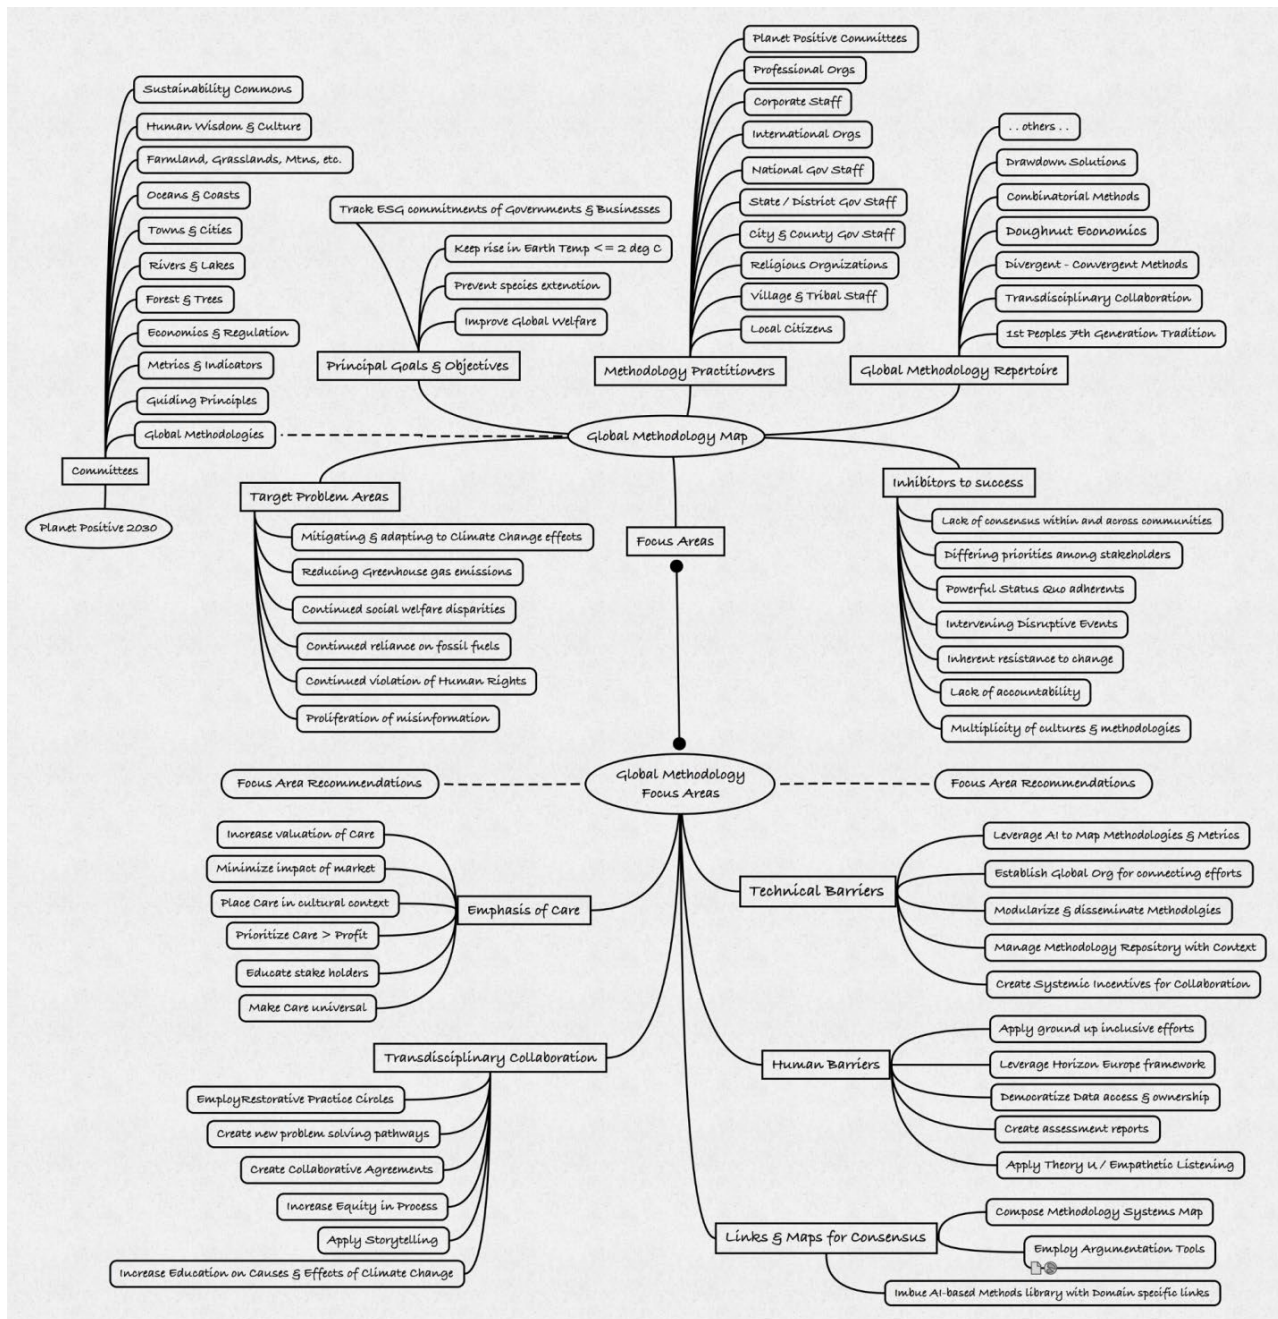 Sustainability Commons
Human Wisdom & Culture
Farmland, Grasslands, Mtns, etc.
Oceans & Coasts
Towns & Cities
Rivers & Lakes
Forest & Trees
Economics & Regulation
Metrics & Indicators
Guiding Principles
Global Methodologies
Committees
Planet Positive 2030
Track ESG commitments of Governments & Businesses
Keep rise in Earth Temp <= 2 deg C
Prevent species extenction
Improve Global Welfare
Principal Goals & Objectives
Planet Positive Committees
Professional Orgs
Corporate Staff
International Orgs
National Gov Staff
State / District Gov Staff
City & County Gov Staff
Religious Orgnizations
Village & Tribal Staff
Local Citizens
Methodology Practitioners
. . others . .
Drawdown Solutions
Combinatorial Methods
Doughnut Economics
Divergent - Convergent Methods
Transdisciplinary Collaboration
1st Peoples 7th Generation Tradition
Global Methodology Repertoire
Global Methodology Map
Target Problem Areas
Mitigating & adapting to Climate Change effects
Reducing Greenhouse gas emissions
Continued social welfare disparities
Continued reliance on fossil fuels
Continued violation of Human Rights
Proliferation of misinformation
Focus Areas
Inhibitors to success
Lack of consensus within and across communities
Differing priorities among stakeholders
Powerful Status Quo adherents
Intervening Disruptive Events
Inherent resistance to change
Lack of accountability
Multiplicity of cultures & methodologies
Focus Area Recommendations
Global Methodology
Focus Areas
Focus Area Recommendations
Increase valuation of Care
Minimize impact of market
Place Care in cultural context
Prioritize Care > Profit
Educate stake holders
Make Care universal
Emphasis of Care
Transdisciplinary Collaboration
EmployRestorative Practice Circles
Create new problem solving pathways
Create Collaborative Agreements
Increase Equity in Process
Apply Storytelling
Increase Education on Causes & Effects of Climate Change
Technical Barriers
Leverage AI to Map Methodologies & Metrics
Establish Global Org for connecting efforts
Modularize & disseminate Methodolgies
Manage Methodology Repository with Context
Create Systemic Incentives for Collaboration
Human Barriers
Apply ground up inclusive efforts
Leverage Horizon Europe framework
Democratize Data access & ownership
Create assessment reports
Apply Theory U / Empathetic Listening
Links & Maps for Consensus
Compose Methodology Systems Map
Employ Argumentation Tools
Imbue AI-based Methods library with Domain specific links